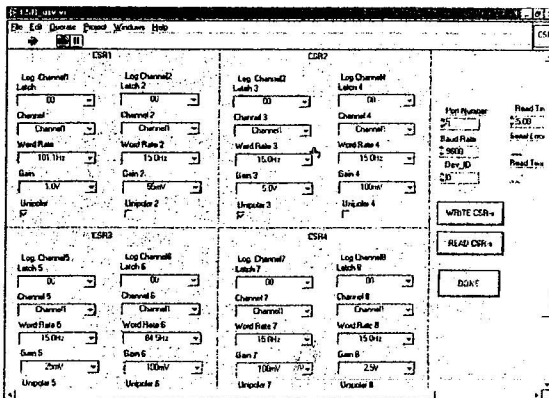 File Edit Operate Project Windows Help
CSR1
CSR2
Log Channel1
Log Channel2
Log Channel3
Log Channel4
Latch
Latch 2
Latch 3
Latch 4
00
00
00
00
Channel
Channel 2
Channel 3
Channel 4
Channel1
Channel1
Channel1
Channel1
Word Rate
Word Rate 2
Word Rate 3
Word Rate 4
101.1Hz
15.0Hz
15.0Hz
15.0Hz
Gain
Gain 2
Gain 3
Gain 4
5.0V
55mV
5.0V
100mV
Unipolar
Unipolar 2
Unipolar 3
Unipolar 4
Port Number
5
5.00
Baud Rate
9600
Dev_ID
WRITE CSR-s
READ CSR-s
DONE
CSR3
CSR4
Log Channel5
Log Channel6
Log Channel7
Log Channel8
Latch 5
Latch 6
Latch 7
Latch 8
00
00
00
00
Channel 5
Channel 6
Channel 7
Channel 8
Channel1
Channel1
Channel1
Channel1
Word Rate 5
Word Rate 6
Word Rate 7
Word Rate 8
15.0Hz
84.5Hz
15.0Hz
15.0Hz
Gain 5
Gain 6
Gain 7
Gain 8
25mV
100mV
100mV
2.5V
Unipolar 5
Unipolar 6
Unipolar 7
Unipolar 8